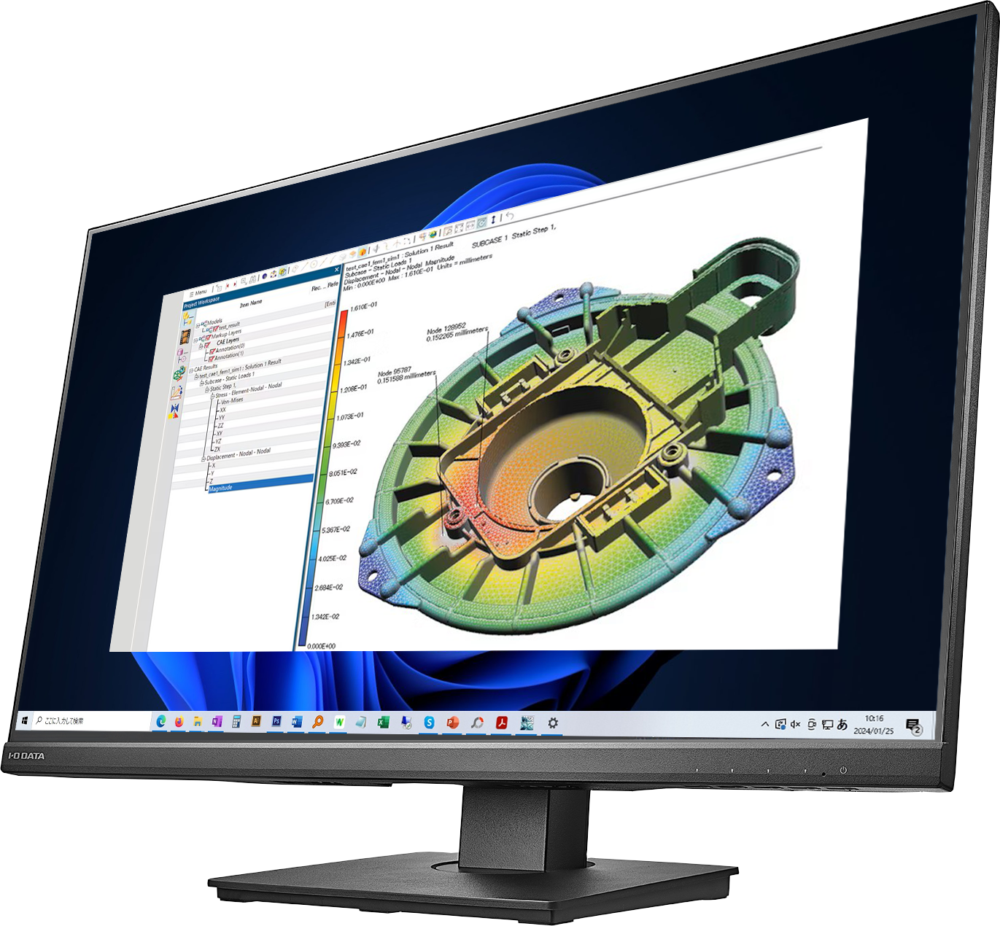 Menu
Project Workspace
Item Name
Rec...
Refe
[Enti
Models
test_result
Markup Layers
CAE Layers
Annotation(0)
Annotation(1)
CAE Results
test_cae1_fem1_sim1 : Solution 1 Result
Subcase - Static Loads 1
Static Step 1,
Stress - Element-Nodal - Nodal
Von-Mises
XX
YY
ZZ
XY
YZ
ZX
Displacement - Nodal - Nodal
X
Y
Z
Magnitude
test_cae1_fem1_sim1 : Solution 1 Result
Subcase - Static Loads 1
Displacement - Nodal - Nodal Magnitude
Min : 0.000E+00 Max : 1.610E-01 Units = millimeters
SUBCASE 1 Static Step 1,
1.610E-01
1.476E-01
1.342E-01
1.208E-01
1.073E-01
9.393E-02
8.051E-02
6.709E-02
5.367E-02
4.025E-02
2.684E-02
1.342E-02
0.000E+00
Node 128952
0.152265 millimeters
Node 95787
0.151588 millimeters
ここに入力して検索
あ
10:16
2024/01/25
2
I-O DATA